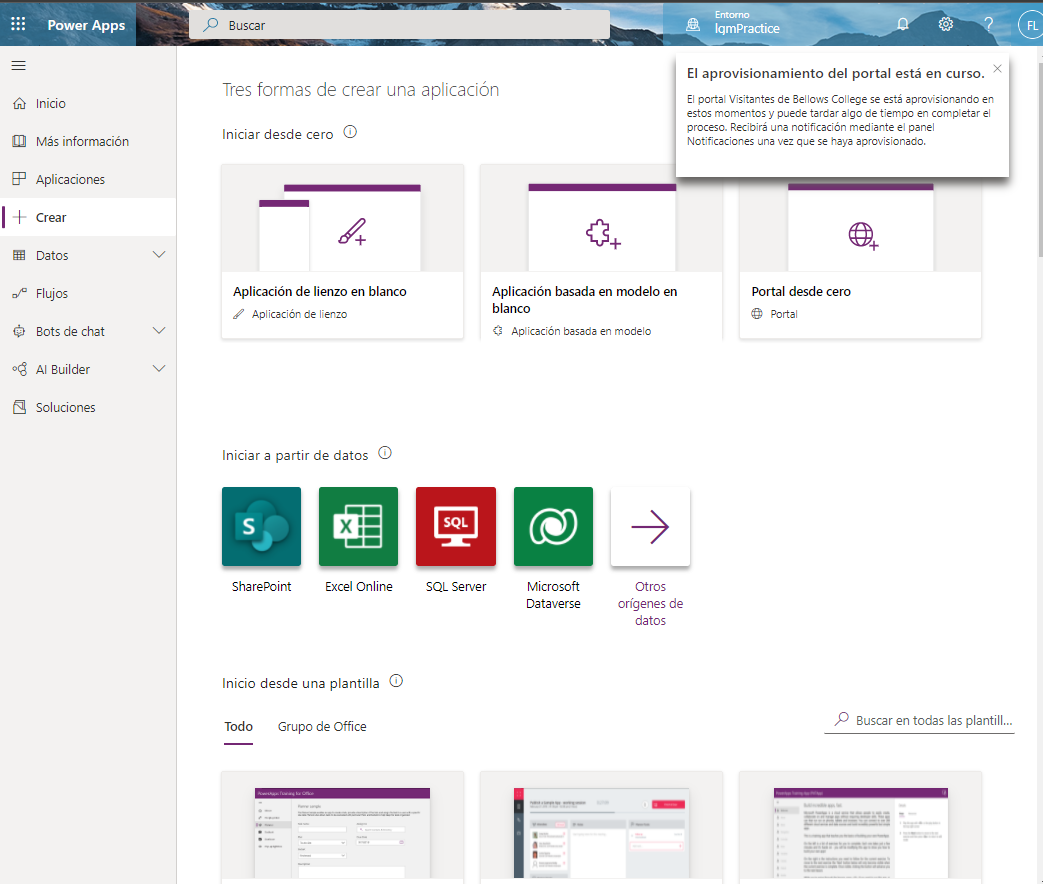 Power Apps
Buscar
Entorno
lqmPractice
FL
El aprovisionamiento del portal está en curso.
El portal Visitantes de Bellows College se está aprovisionando en
estos momentos y puede tardar algo de tiempo en completar el
proceso. Recibirá una notificación mediante el panel
Notificaciones una vez que se haya aprovisionado.
Inicio
Más información
Aplicaciones
Crear
Datos
Flujos
Bots de chat
AI Builder
Soluciones
Tres formas de crear una aplicación
Iniciar desde cero
Aplicación de lienzo en blanco
Aplicación de lienzo
Aplicación basada en modelo en
blanco
Aplicación basada en modelo
Portal desde cero
Portal
Iniciar a partir de datos
S
X
SQL
SharePoint
Excel Online
SQL Server
Microsoft
Dataverse
Otros
orígenes de
datos
Inicio desde una plantilla
Todo
Grupo de Office
Buscar en todas las plantill...
PowerApps Training for Office